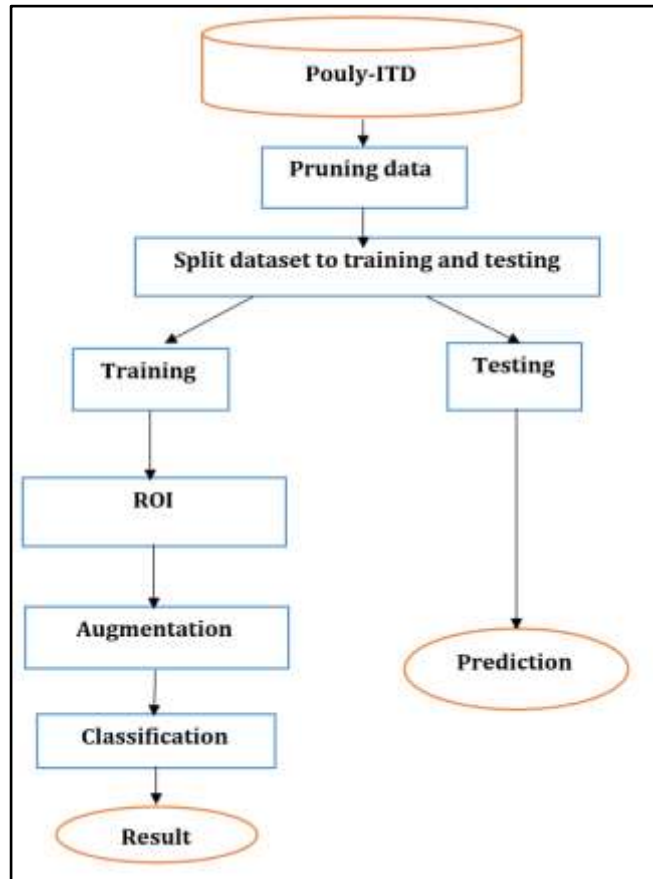 Pouly-ITD
Pruning data
Split dataset to training and testing
Training
Testing
ROI
Augmentation
Prediction
Classification
Result